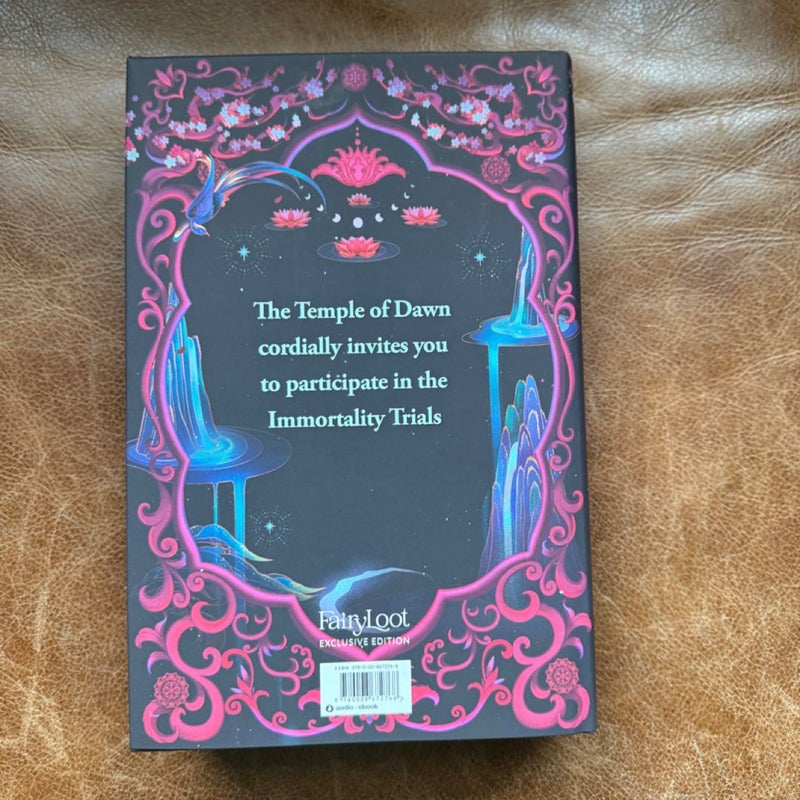 The Temple of Dawn
cordially invites you
to participate in the
Immortality Trials
FairyLoot
EXCLUSIVE EDITION
audio • ebook